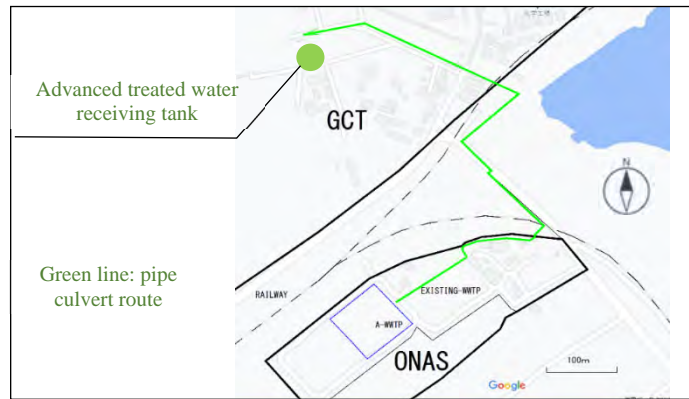 Advanced treated water
receiving tank
GCT
N
Green line: pipe
culvert route
RAILWAY
EXISTING-WWTP
A-WWTP
ONAS
100m
Google